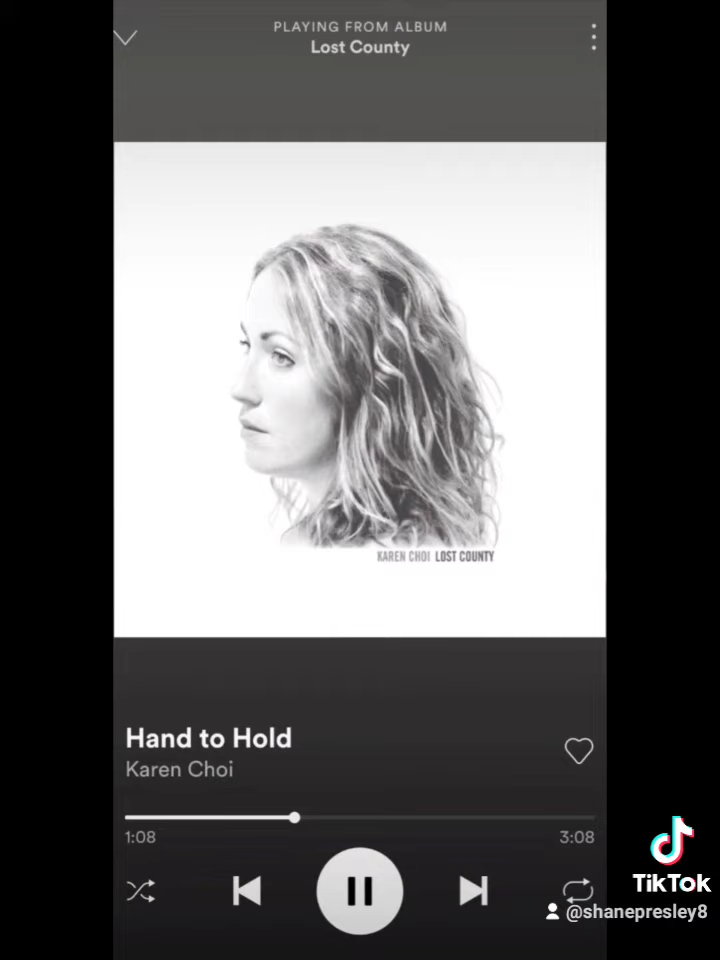 PLAYING FROM ALBUM
Lost County
KAREN CHOI LOST COUNTY
Hand to Hold
Karen Choi
1:08
3:08
TikTok
@shanepresley8